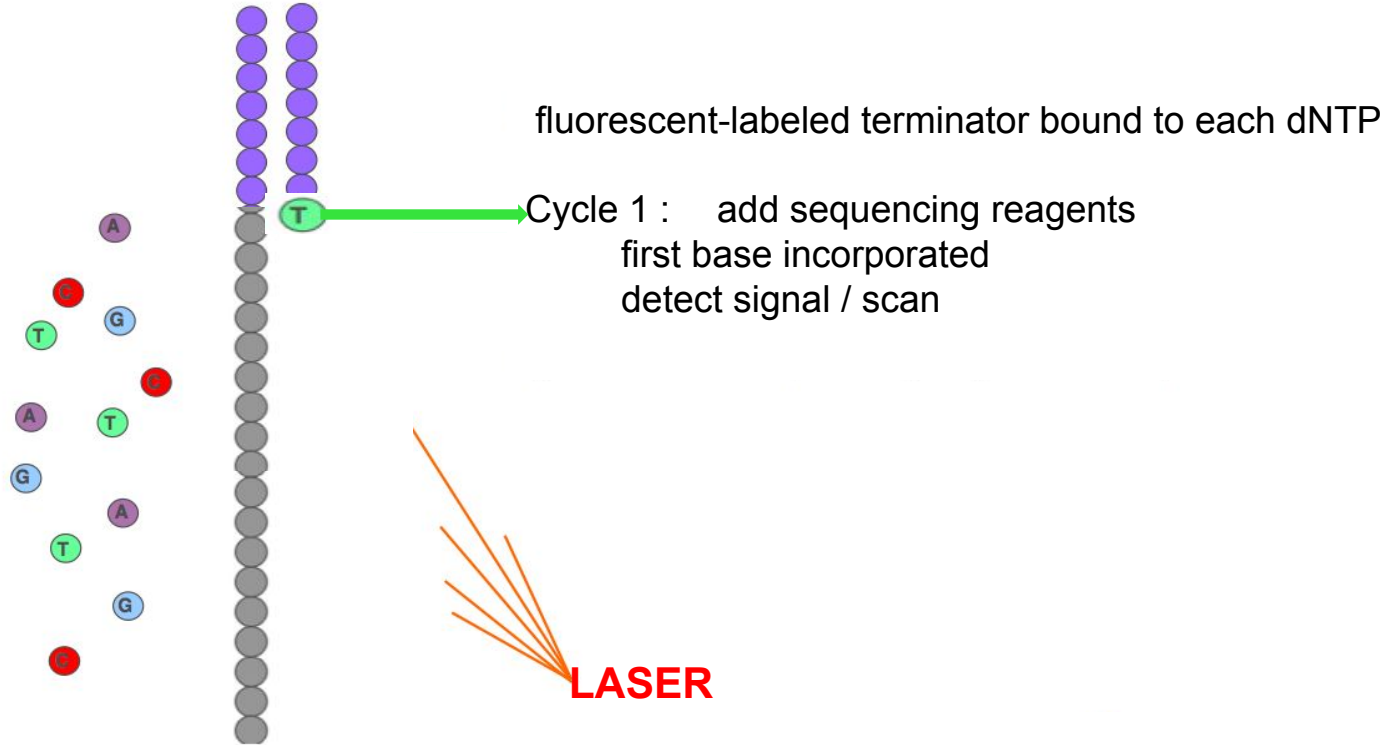 fluorescent-labeled terminator bound to each dNTP
T
Cycle 1 : add sequencing reagents
first base incorporated
detect signal / scan
A
C
G
T
C
A
T
G
A
T
G
C
LASER